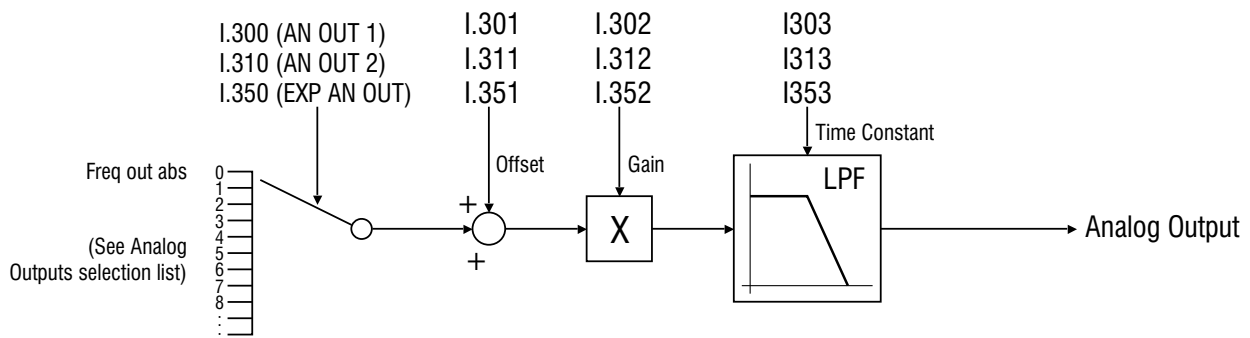 I.300 (AN OUT 1)
I.310 (AN OUT 2)
I.350 (EXP AN OUT)
I.301
I.311
I.351
I.302
I.312
I.352
I303
I313
I353
Time Constant
Offset
Gain
Freq out abs
(See Analog
Outputs selection list)
0
1
2
3
4
5
6
7
8
:
.
+
+
X
LPF
Analog Output